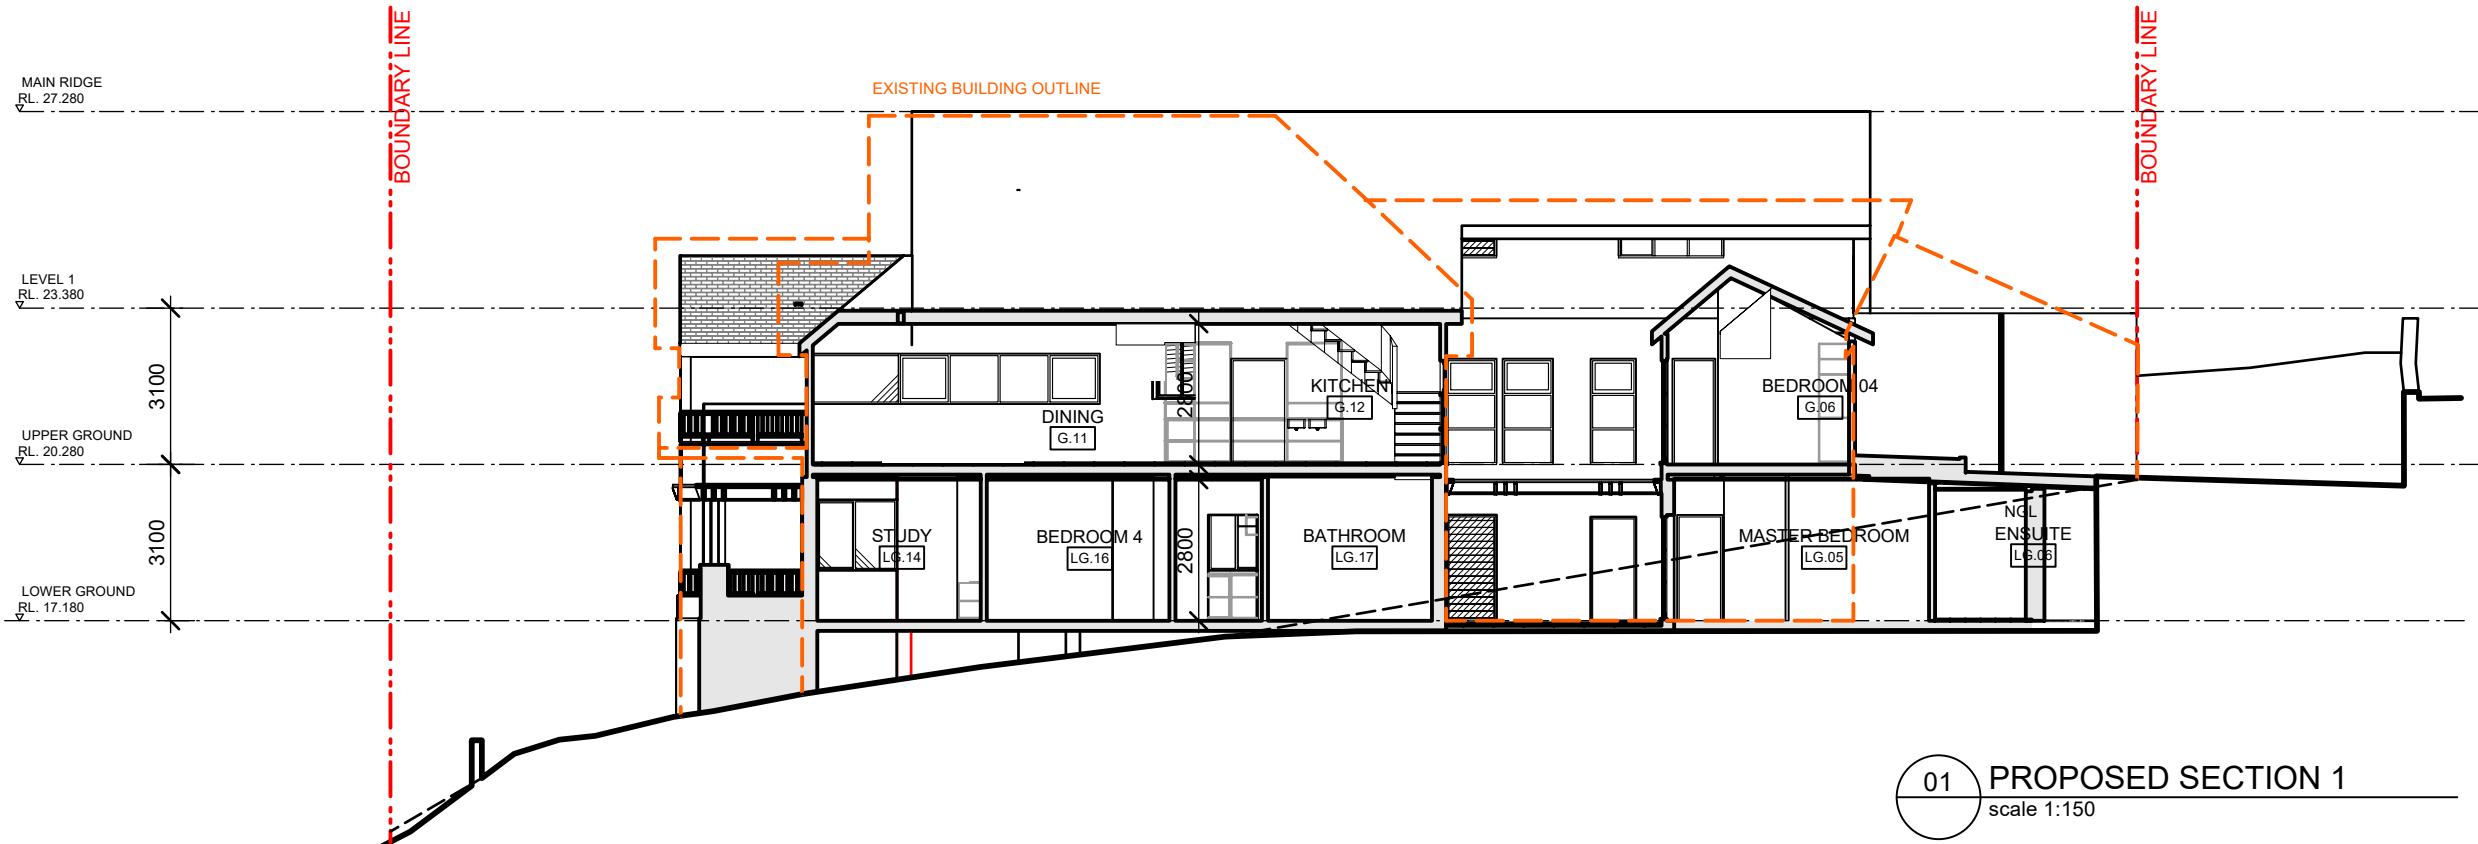 BOUNDARY LINE
BOUNDARY LINE
MAIN RIDGE
RL. 27.280
EXISTING BUILDING OUTLINE
LEVEL 1
RL. 23.380
3100
2800
KITCHEN
G.12
BEDROOM 04
G.06
DINING
G.11
UPPER GROUND
RL. 20.280
3100
2800
STUDY
LG.14
BEDROOM 4
LG.16
BATHROOM
LG.17
MASTER BEDROOM
LG.05
NGL
ENSUITE
LG.06
LOWER GROUND
RL. 17.180
01
PROPOSED SECTION 1
scale 1:150